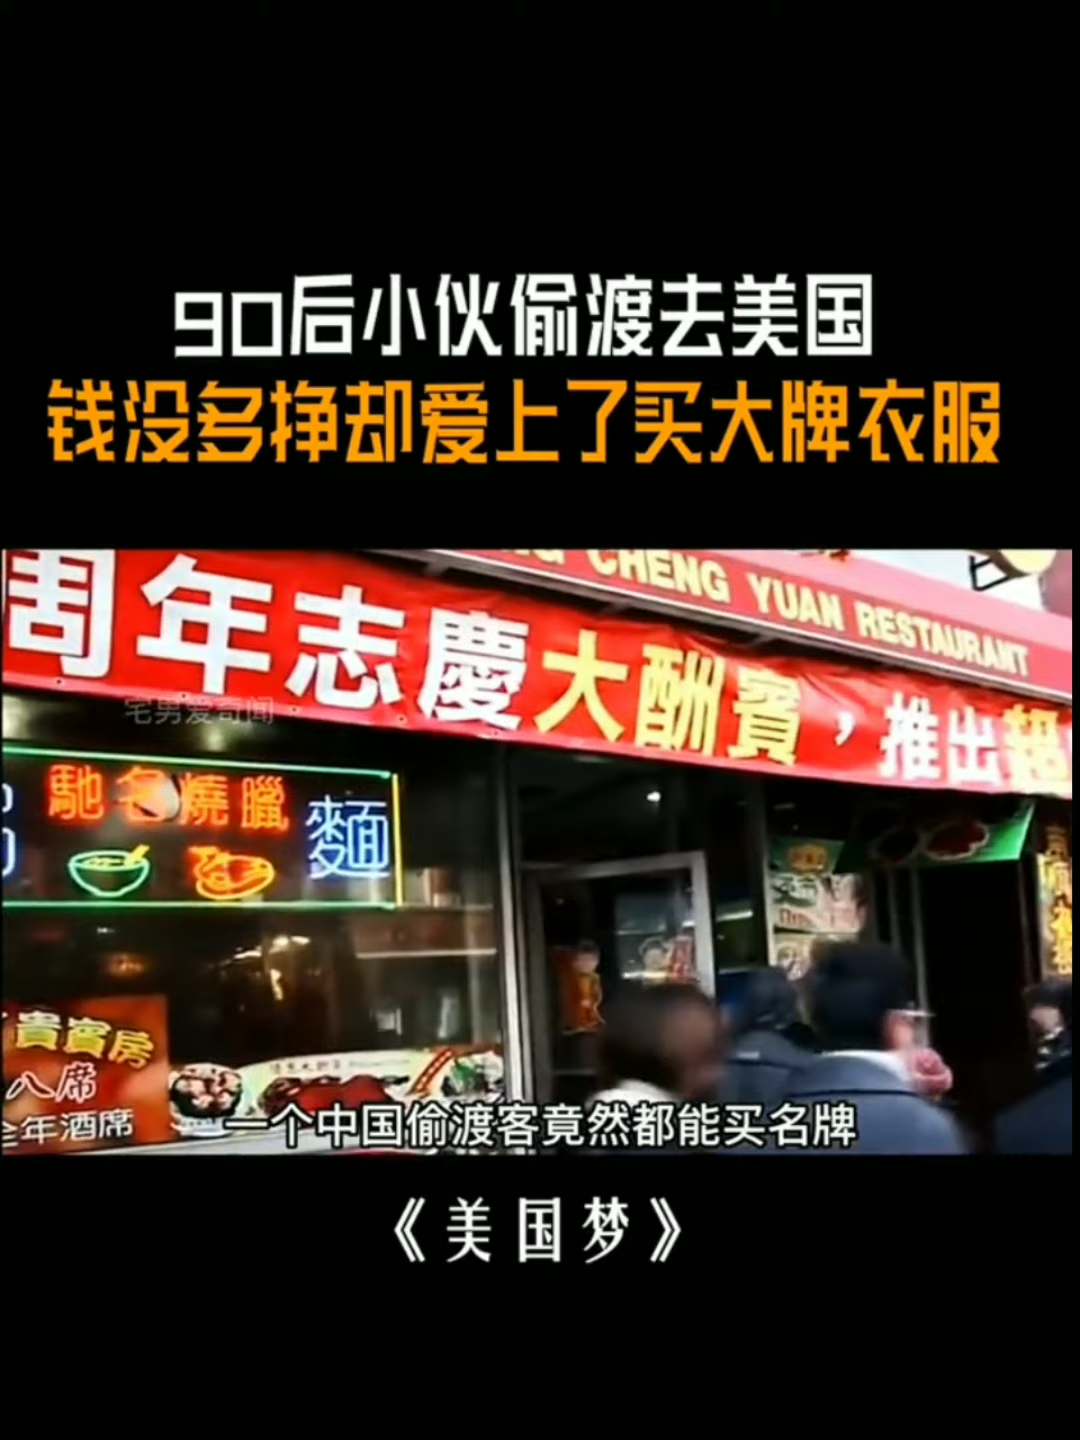 90后小伙偷渡去美国
钱没多挣却爱上了买大牌衣服
CHENG YUAN RESTAURANT
周年志慶大酬賓，推出超
宅男爱奇闻
馳名燒臘
麵
貴賓房
八席
全年酒席
一个中国偷渡客竟然都能买名牌
《美国梦》